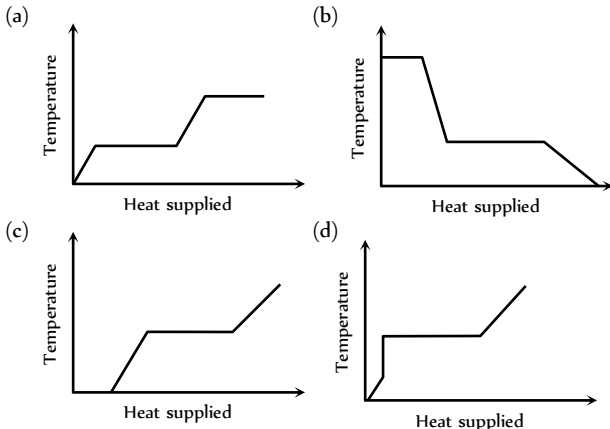 (a)
Temperature
Heat supplied
(b)
Temperature
Heat supplied
(c)
Temperature
Heat supplied
(d)
Temperature
Heat supplied